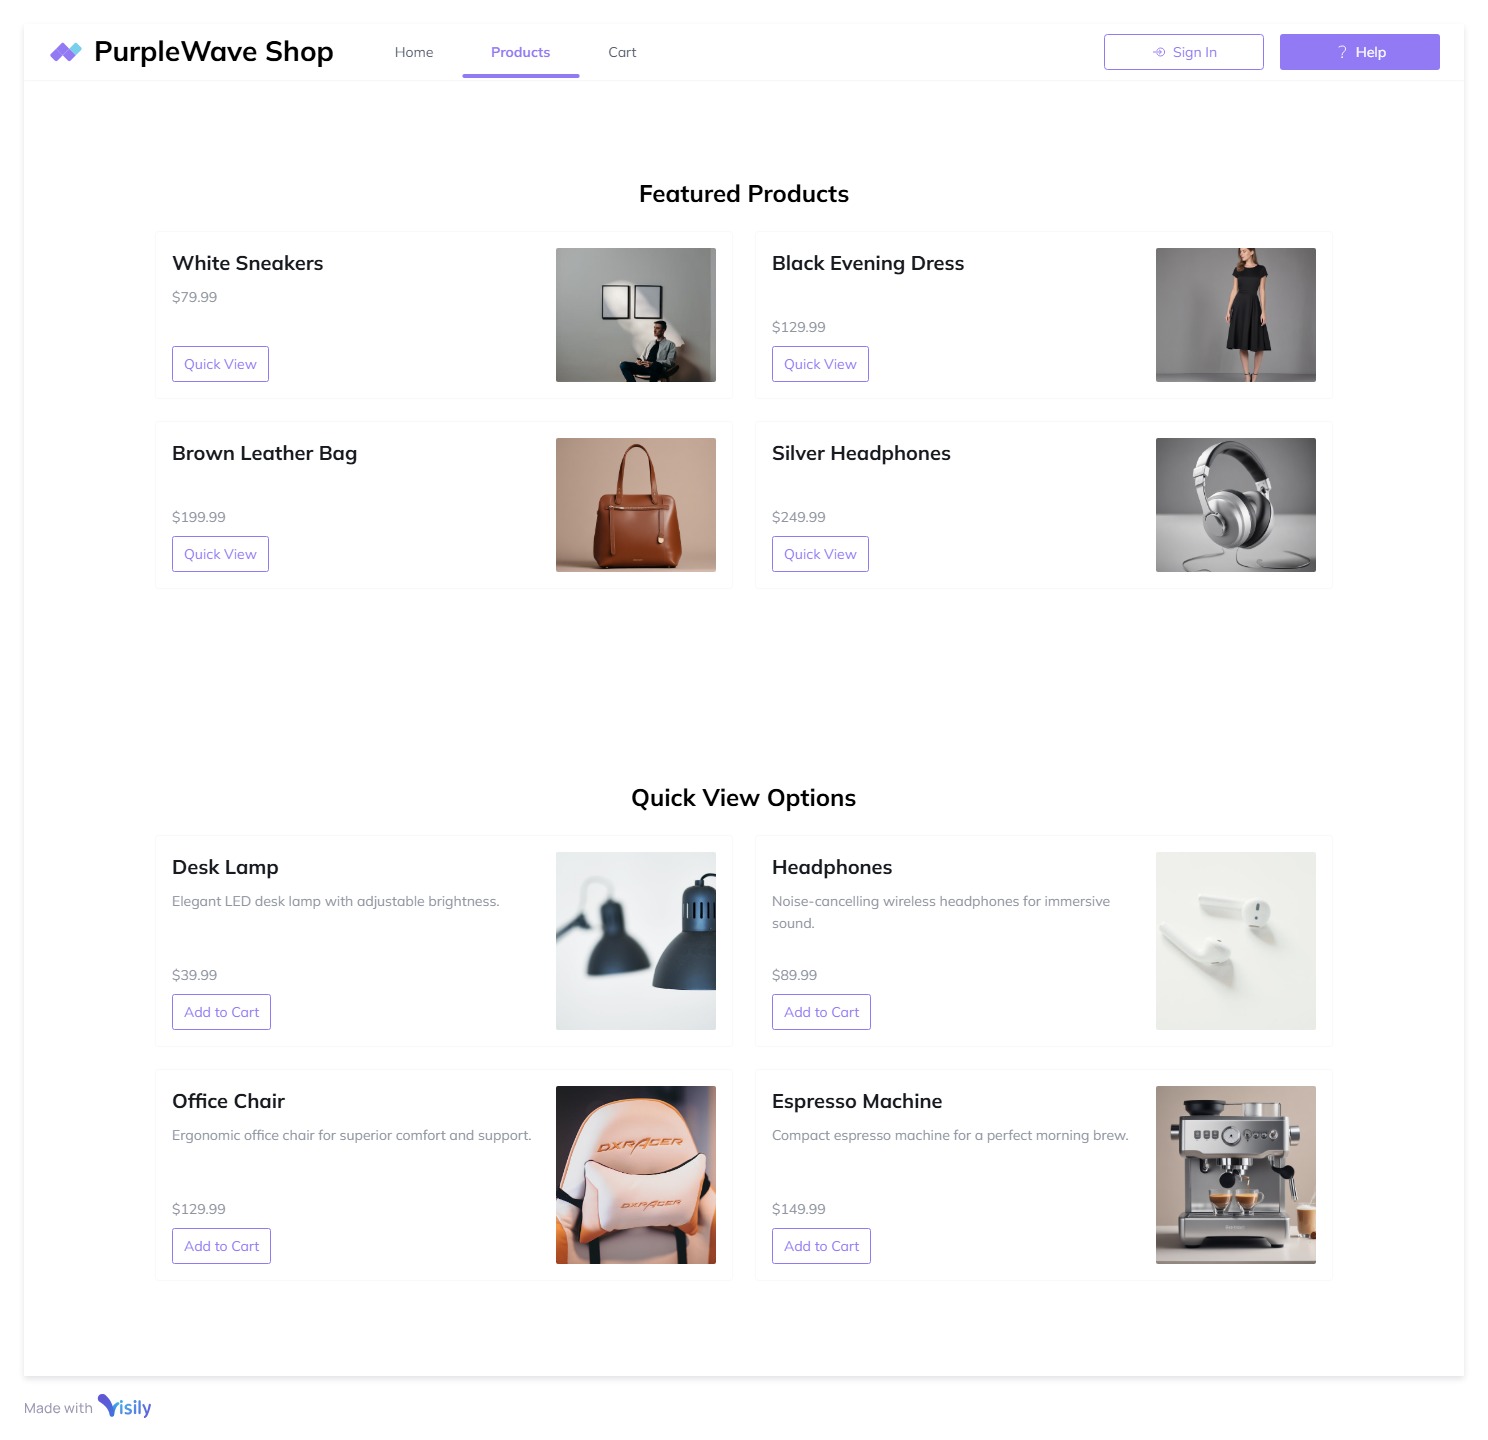 PurpleWave Shop
Home
Products
Cart
Sign In
Help
Featured Products
White Sneakers
$79.99
Quick View
Black Evening Dress
$129.99
Quick View
Brown Leather Bag
$199.99
Quick View
Silver Headphones
$249.99
Quick View
Quick View Options
Desk Lamp
Elegant LED desk lamp with adjustable brightness.
$39.99
Add to Cart
Headphones
Noise-cancelling wireless headphones for immersive
sound.
$89.99
Add to Cart
Office Chair
Ergonomic office chair for superior comfort and support.
$129.99
Add to Cart
DXRACER
DXRACER
Espresso Machine
Compact espresso machine for a perfect morning brew.
$149.99
Add to Cart
Made with Visily